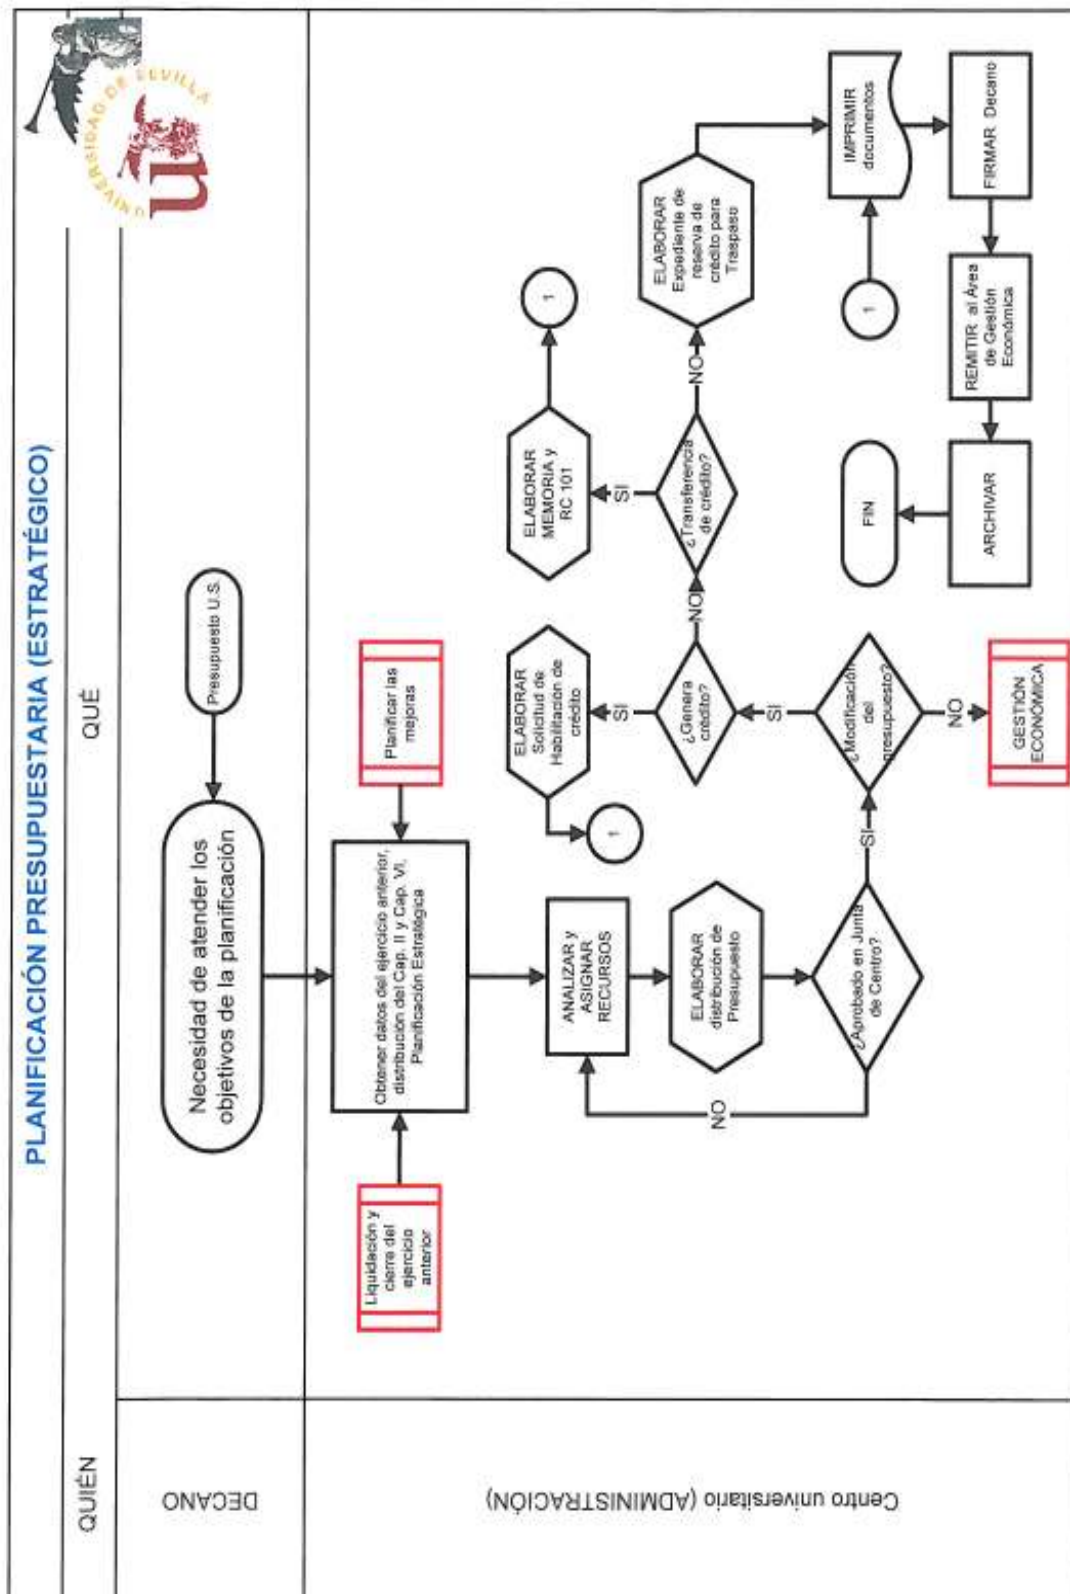 PLANIFICACIÓN PRESUPUESTARIA (ESTRATÉGICO)
UNIVERSIDAD DE SEVILLA
QUIÉN
QUÉ
DECANO
Necesidad de atender los
objetivos de la planificación
Presupuesto U.S.
Centro universitario (ADMINISTRACIÓN)
Liquidación y
cierre del
ejercicio
anterior
Obtener datos del ejercicio anterior,
distribución del Cap. II y Cap. VI,
Planificación Estratégica
Planificar las
mejoras
ANALIZAR y
ASIGNAR
RECURSOS
ELABORAR
distribución de
Presupuesto
¿Aprobado en Junta
de Centro?
NO
SI
¿Modificación
del
presupuesto?
NO
GESTIÓN
ECONÓMICA
SI
¿Genera
crédito?
SI
ELABORAR
Solicitud de
Habilitación de
crédito
1
NO
¿Transferencia
de crédito?
SI
ELABORAR
MEMORIA y
RC 101
1
NO
ELABORAR
Expediente de
reserva de
crédito para
Traspaso
1
IMPRIMIR
documentos
FIRMAR Decano
REMITIR al Área
de Gestión
Económica
ARCHIVAR
FIN